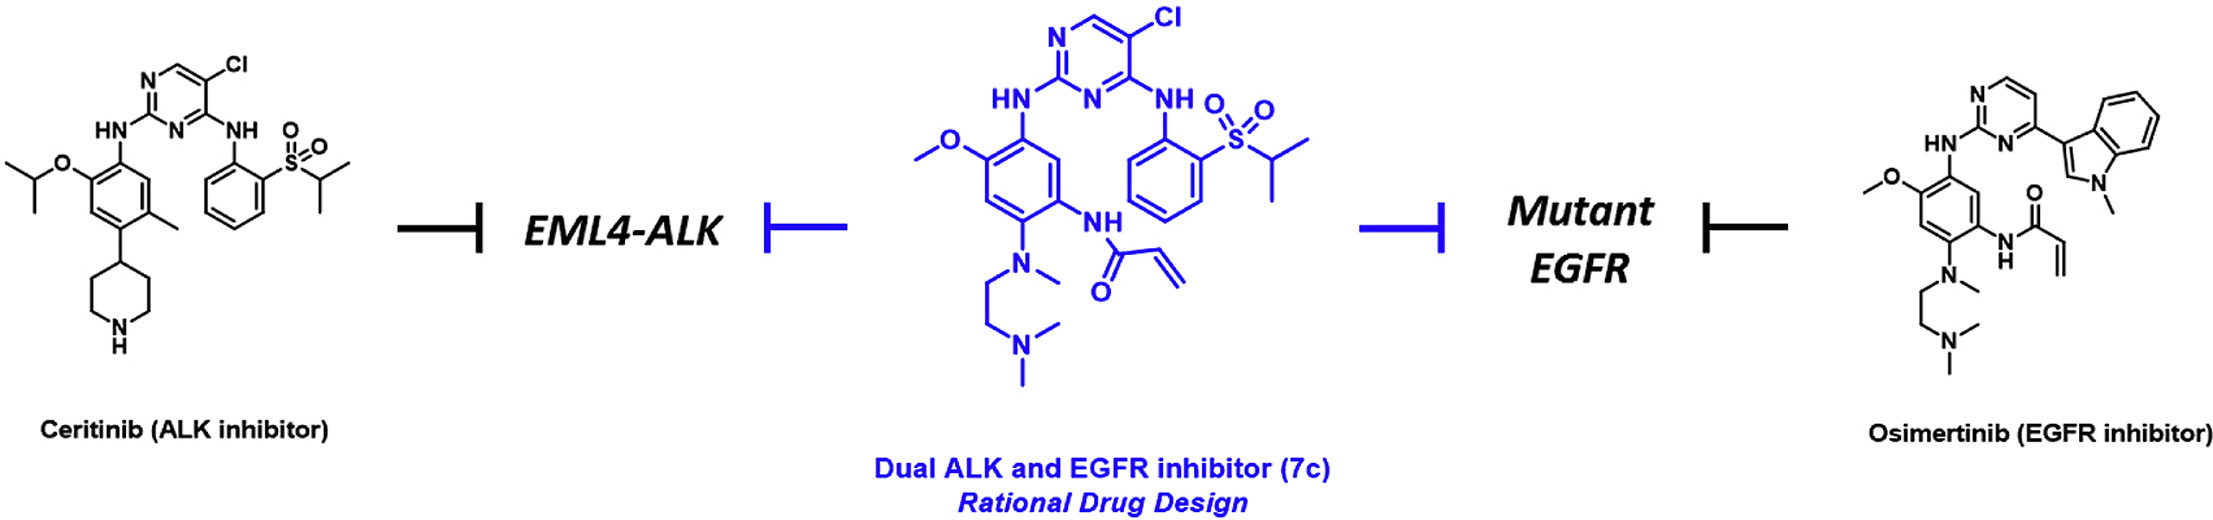 Cl
N
N
HN
NH
O
O
O
S
N
H
Ceritinib (ALK inhibitor)
EML4-ALK
Cl
N
N
HN
NH
O
O
O
S
NH
N
O
N
Dual ALK and EGFR inhibitor (7c)
Rational Drug Design
Mutant
EGFR
N
N
HN
N
O
O
N
N
H
N
Osimertinib (EGFR inhibitor)